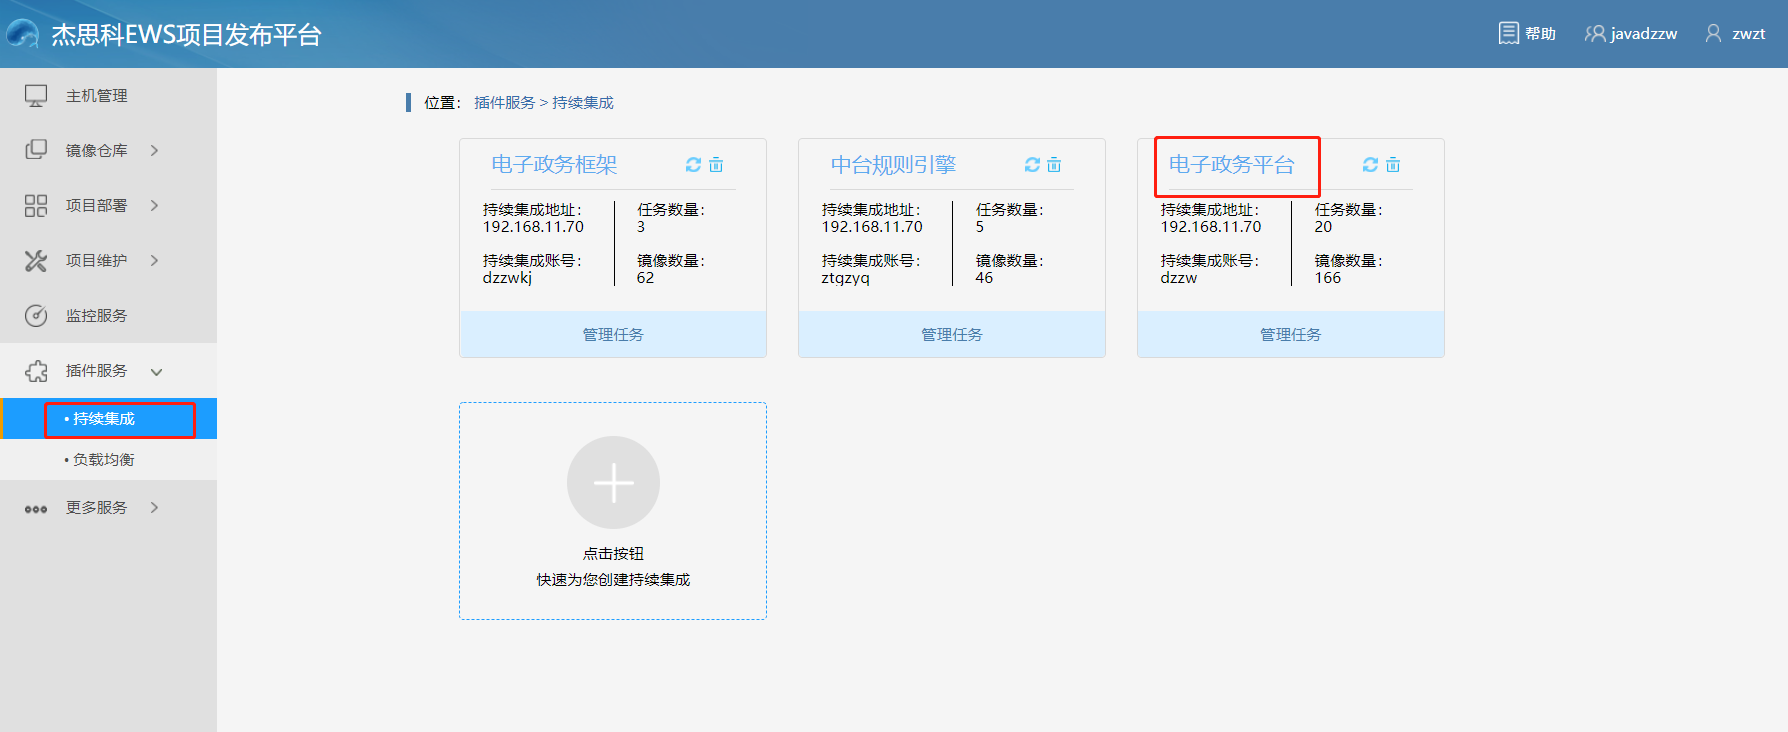 杰思科EWS项目发布平台
帮助
javadzzw
zwzt
主机管理
镜像仓库
项目部署
项目维护
监控服务
插件服务
• 持续集成
• 负载均衡
更多服务
位置： 插件服务 > 持续集成
电子政务框架
持续集成地址：
192.168.11.70
任务数量：
3
持续集成账号：
dzzwkj
镜像数量：
62
管理任务
中台规则引擎
持续集成地址：
192.168.11.70
任务数量：
5
持续集成账号：
ztgzyq
镜像数量：
46
管理任务
电子政务平台
持续集成地址：
192.168.11.70
任务数量：
20
持续集成账号：
dzzw
镜像数量：
166
管理任务
点击按钮
快速为您创建持续集成